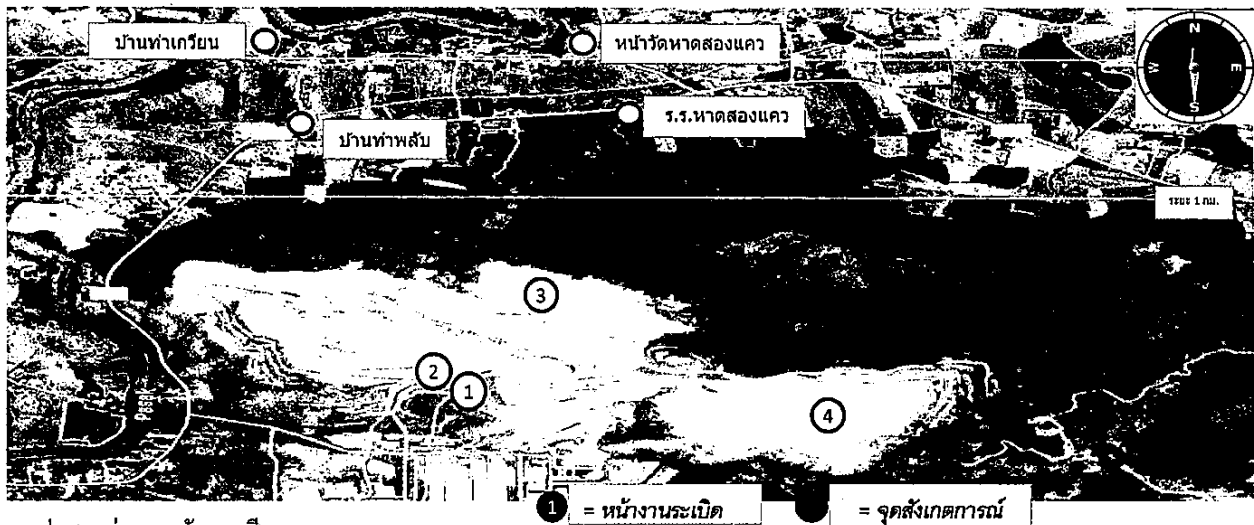 บ้านท่าเกวียน
หน้าวัดหาดสองแคว
N
W
E
S
บ้านท่าพลับ
ร.ร.หาดสองแคว
ระยะ 1 กม.
3
2
1
4
1 = หน้างานระเบิด
= จุดสังเกตการณ์